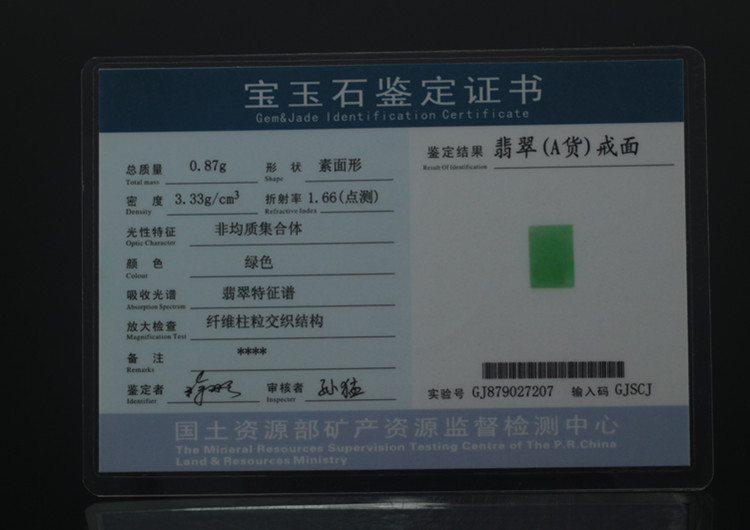 宝玉石鉴定证书
Gem&Jade Identification Certificate
总质量 0.87g 形状 素面形
Total mass Shape
密度 3.33g/cm³ 折射率 1.66(点测)
Density Refractive Index
光性特征 非均质集合体
Optic Character
颜色 绿色
Colour
吸收光谱 翡翠特征谱
Absorption Spectrum
放大检查 纤维柱粒交织结构
Magnification Test
备注 ****
Remarks
鉴定者 审核者 孙猛
Identifier Inspecter
鉴定结果 翡翠(A货)戒面
Result Of Identification
实验号 GJ879027207 输入码 GJSCJ
国土资源部矿产资源监督检测中心
The Mineral Resources Supervision Testing Centre of The P.R.China
Land & Resources Ministry